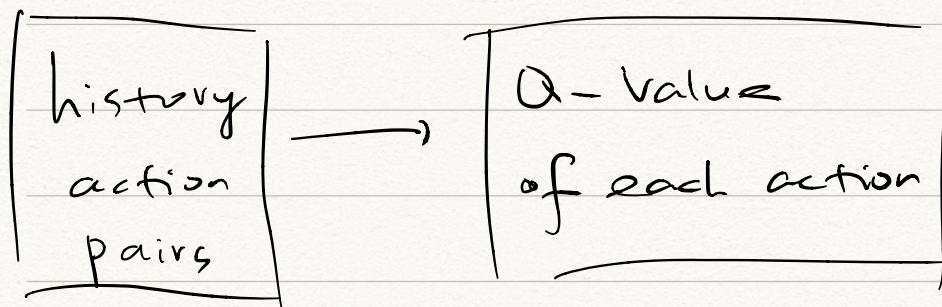 history
action
pairs
Q-Value
of each action